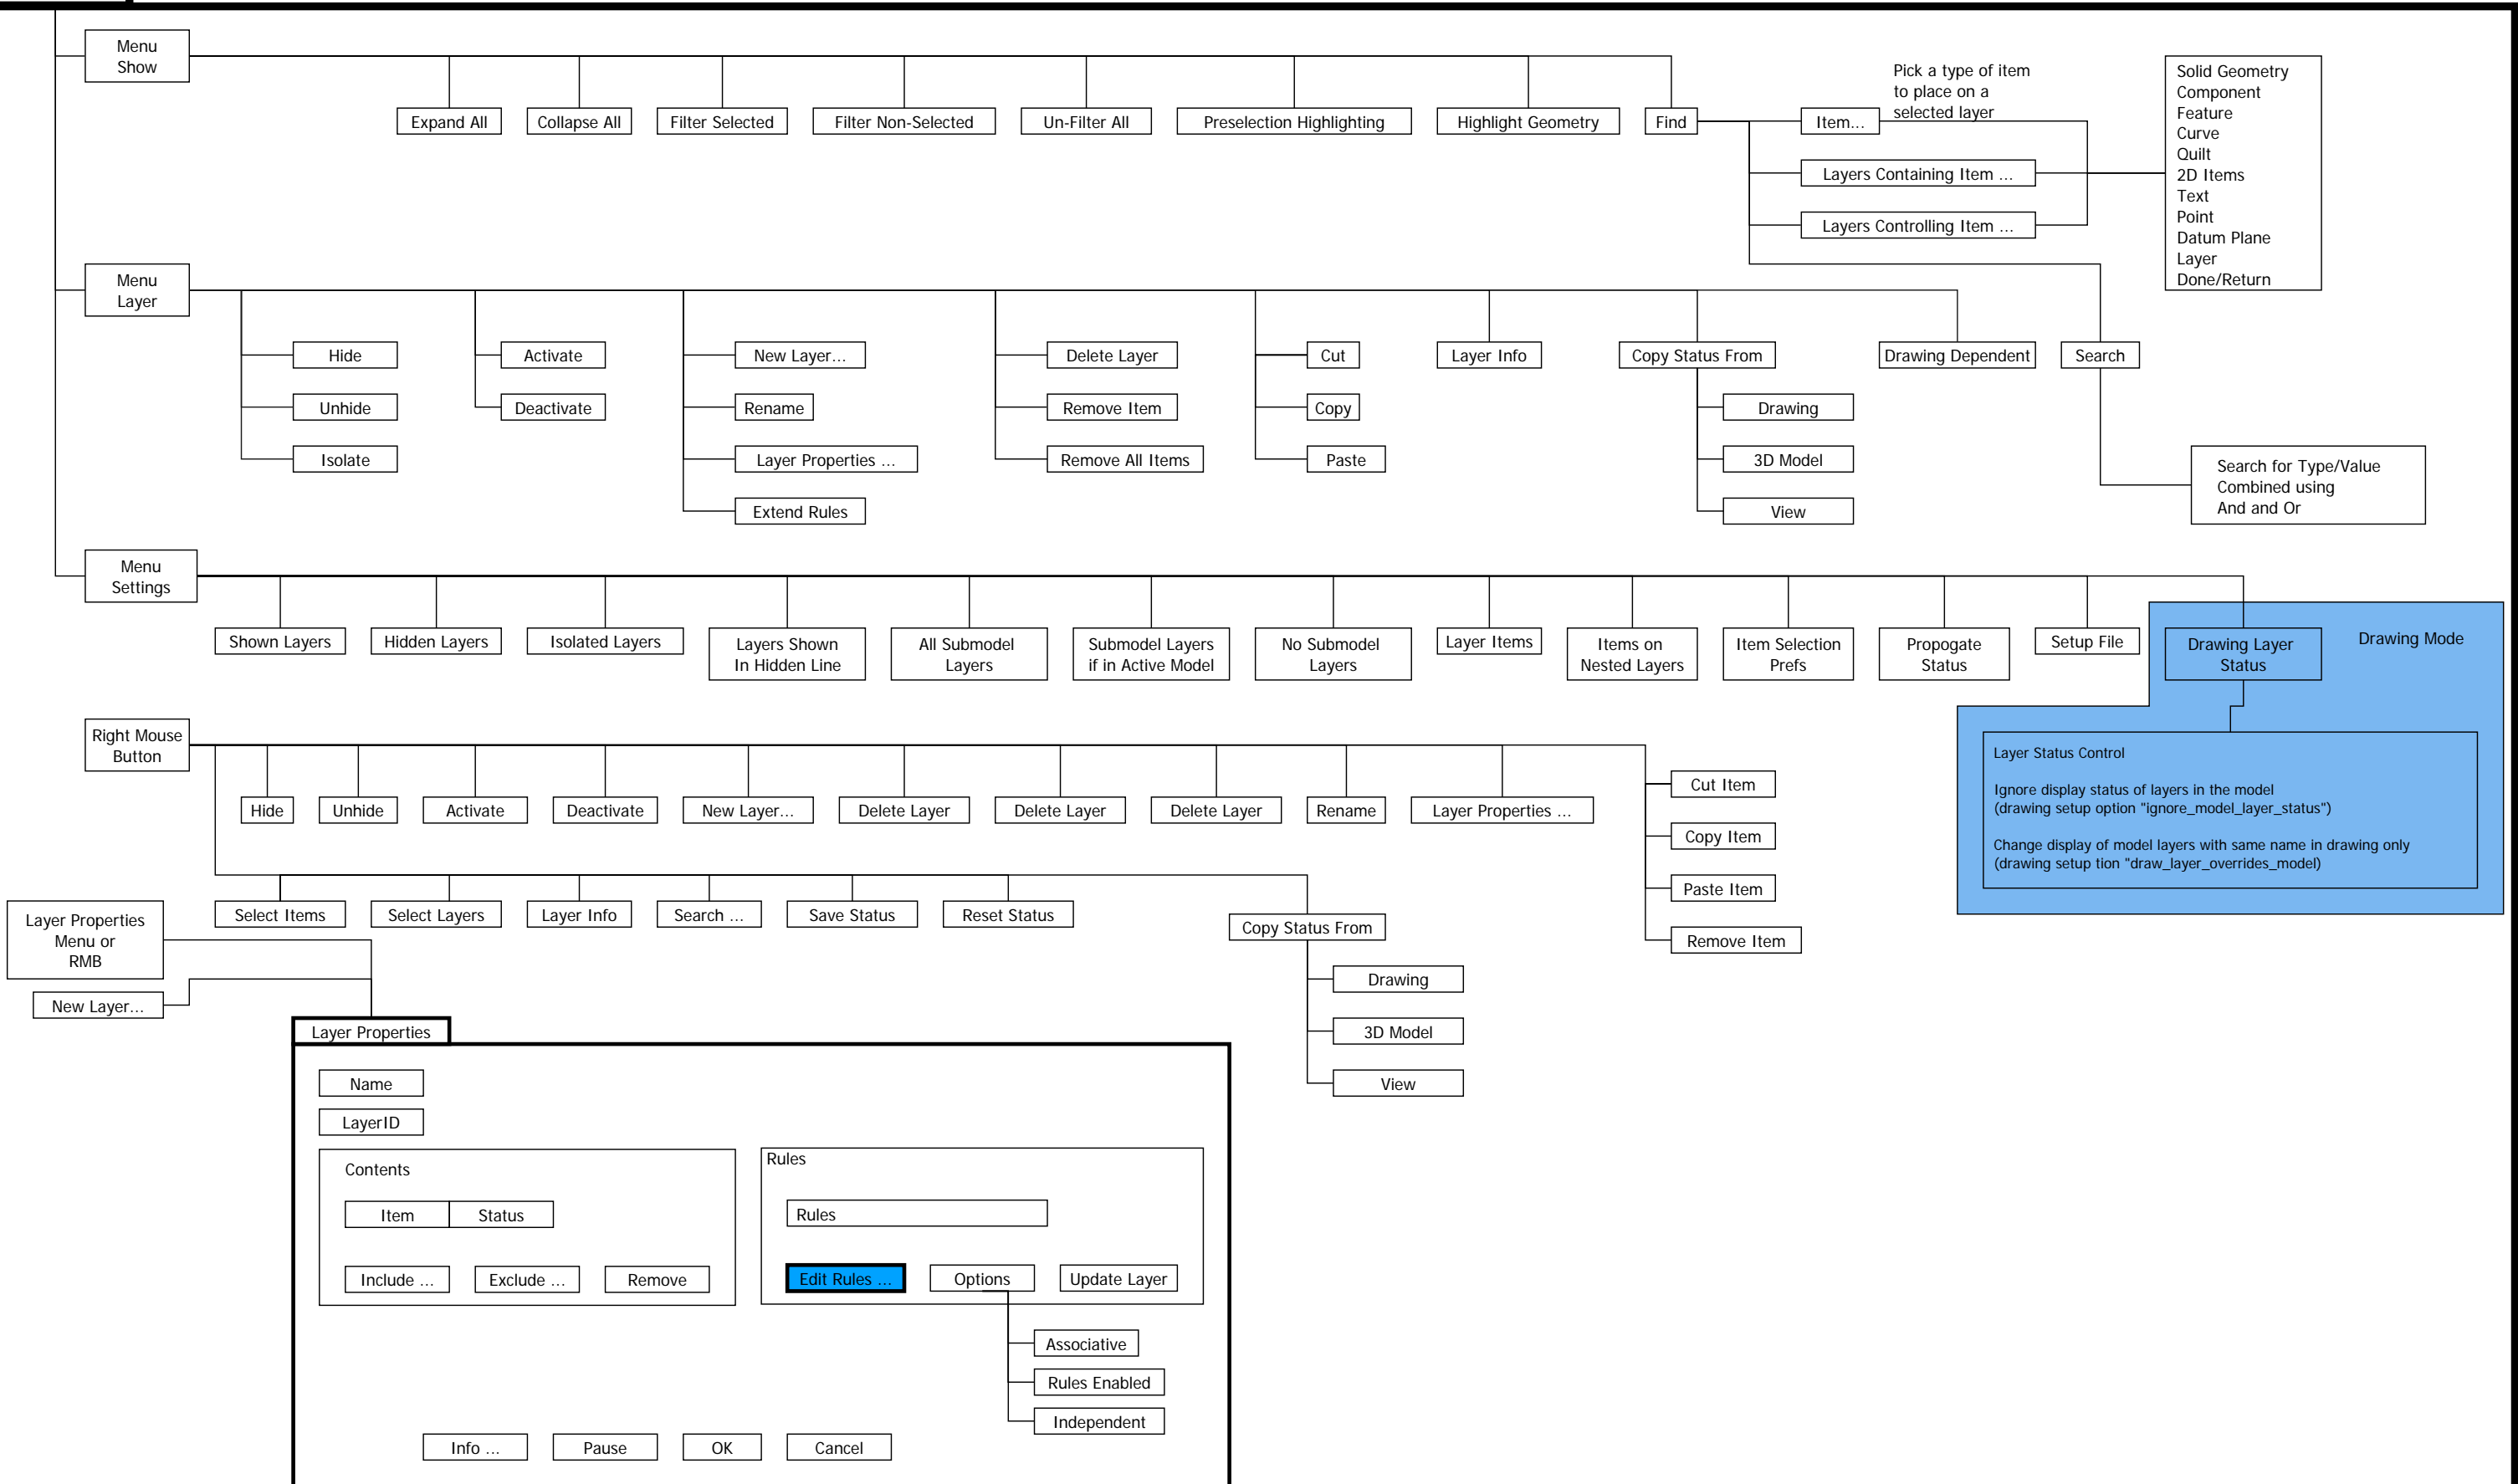 Menu
Show
Expand All
Collapse All
Filter Selected
Filter Non-Selected
Un-Filter All
Preselection Highlighting
Highlight Geometry
Find
Item...
Pick a type of item
to place on a
selected layer
Layers Containing Item ...
Layers Controlling Item ...
Solid Geometry
Component
Feature
Curve
Quilt
2D Items
Text
Point
Datum Plane
Layer
Done/Return
Menu
Layer
Hide
Unhide
Isolate
Activate
Deactivate
New Layer...
Rename
Layer Properties ...
Extend Rules
Delete Layer
Remove Item
Remove All Items
Cut
Copy
Paste
Layer Info
Copy Status From
Drawing
3D Model
View
Drawing Dependent
Search
Search for Type/Value
Combined using
And and Or
Menu
Settings
Shown Layers
Hidden Layers
Isolated Layers
Layers Shown
In Hidden Line
All Submodel
Layers
Submodel Layers
if in Active Model
No Submodel
Layers
Layer Items
Items on
Nested Layers
Item Selection
Prefs
Propogate
Status
Setup File
Drawing Layer
Status
Drawing Mode
Layer Status Control
Ignore display status of layers in the model
(drawing setup option "ignore_model_layer_status")
Change display of model layers with same name in drawing only
(drawing setup tion "draw_layer_overrides_model)
Right Mouse
Button
Hide
Unhide
Activate
Deactivate
New Layer...
Delete Layer
Delete Layer
Delete Layer
Rename
Layer Properties ...
Cut Item
Copy Item
Paste Item
Remove Item
Select Items
Select Layers
Layer Info
Search ...
Save Status
Reset Status
Copy Status From
Drawing
3D Model
View
Layer Properties
Menu or
RMB
New Layer...
Layer Properties
Name
LayerID
Contents
Item
Status
Include ...
Exclude ...
Remove
Rules
Rules
Edit Rules ...
Options
Update Layer
Associative
Rules Enabled
Independent
Info ...
Pause
OK
Cancel